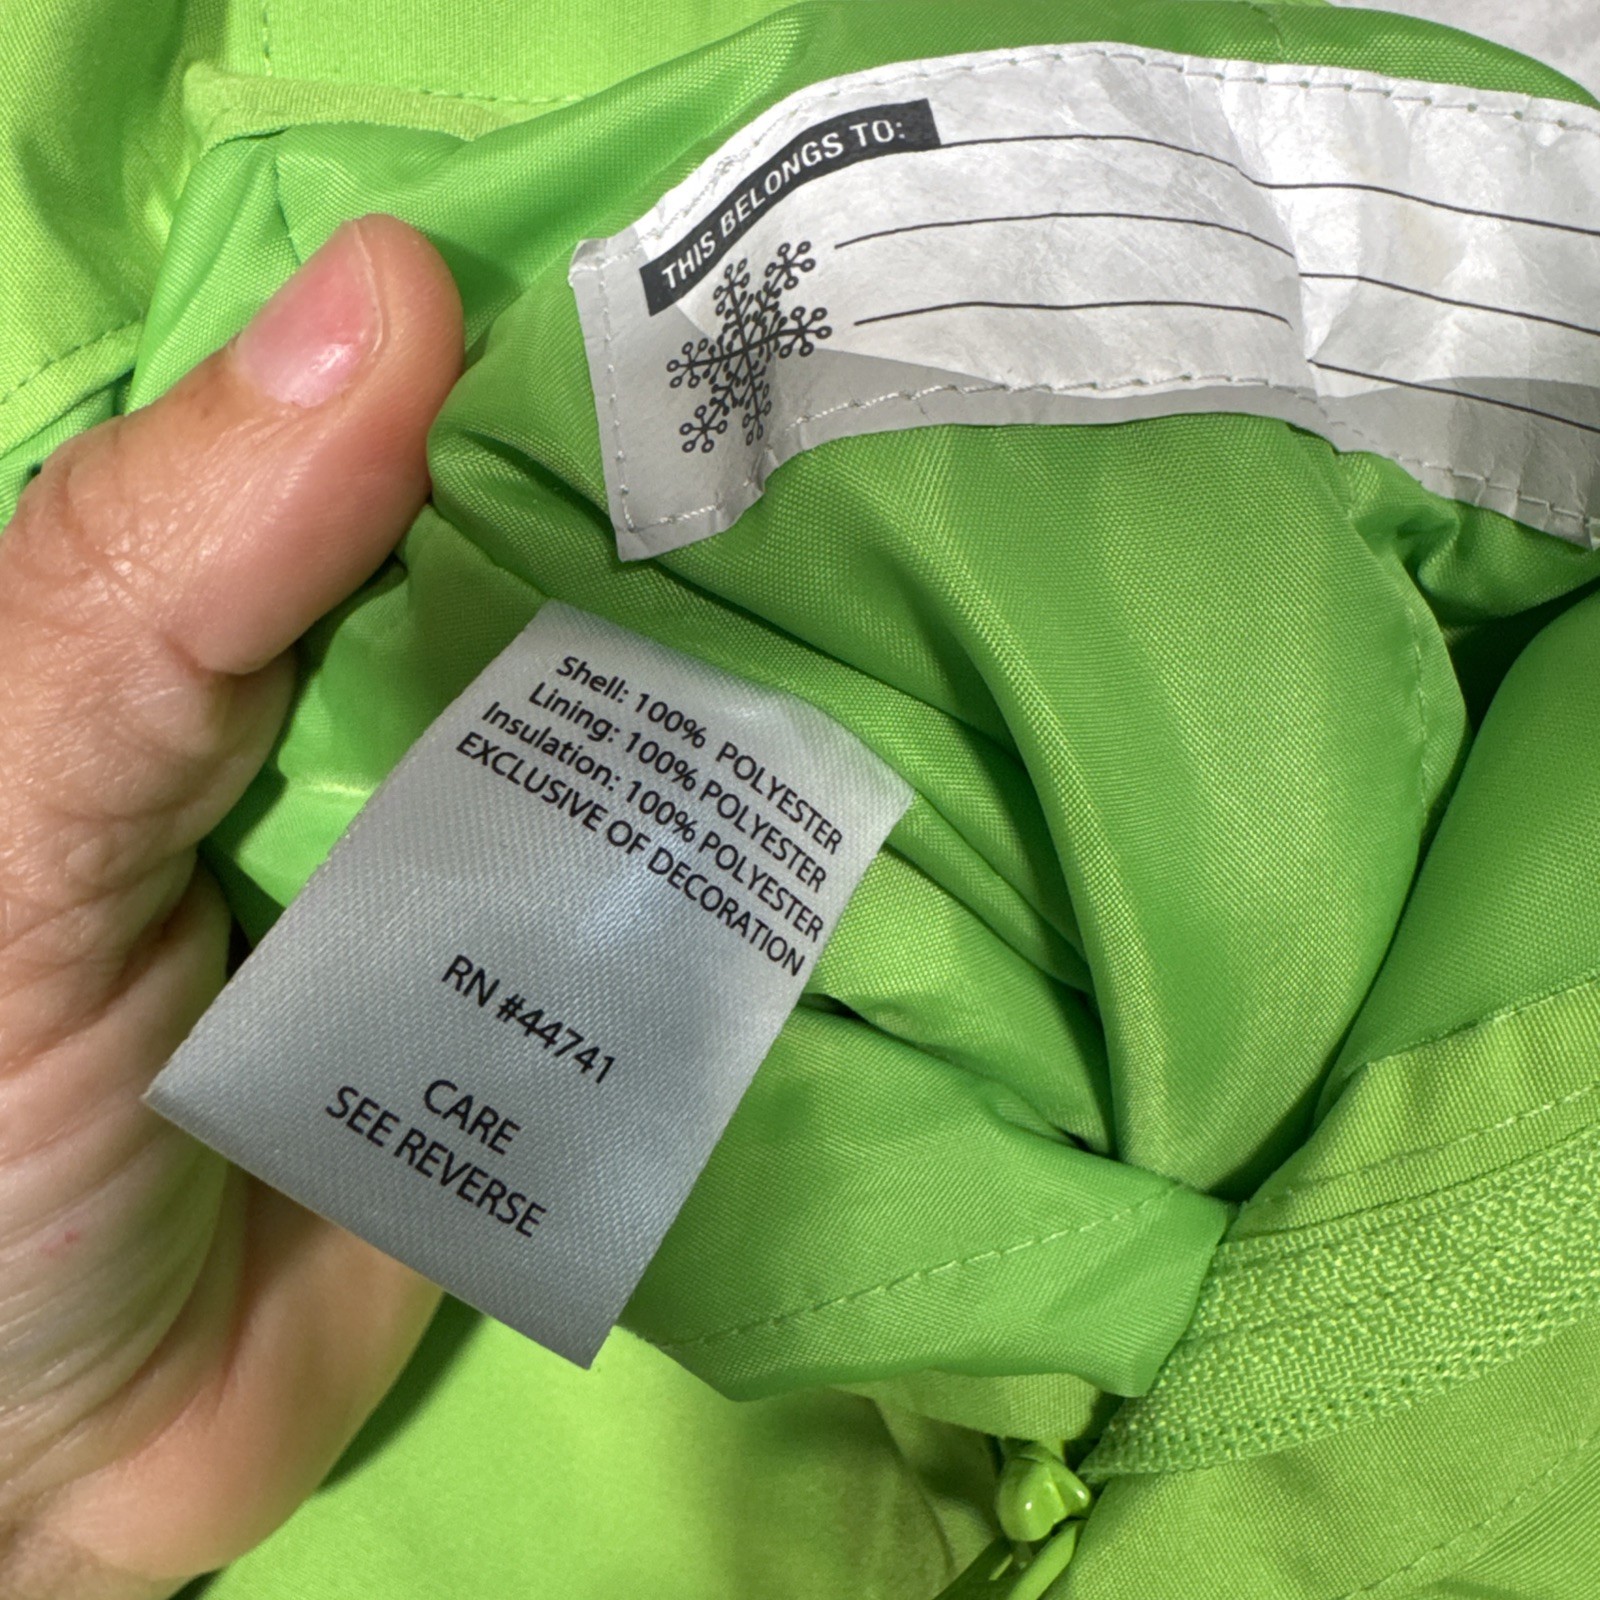 THIS BELONGS TO:
Shell: 100% POLYESTER
Lining: 100% POLYESTER
Insulation: 100% POLYESTER
EXCLUSIVE OF DECORATION
RN #44741
CARE
SEE REVERSE